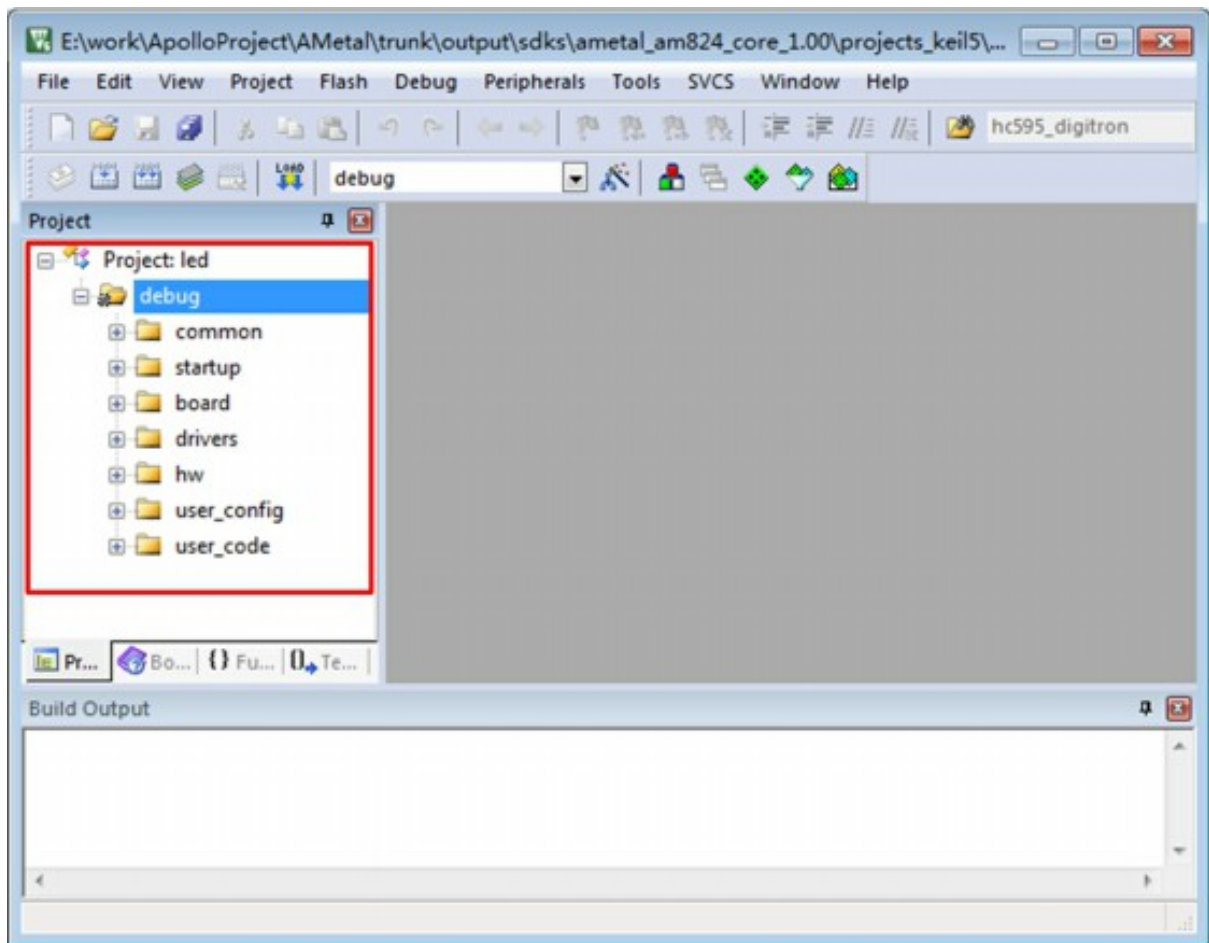 E:\work\ApolloProject\AMetal\trunk\output\sdks\ametal_am824_core_1.00\projects_keil5\...
File Edit View Project Flash Debug Peripherals Tools SVCS Window Help
hc595_digitron
LOAD debug
Project
Project: led
debug
common
startup
board
drivers
hw
user_config
user_code
Pr... Bo... {} Fu... 0 Te...
Build Output